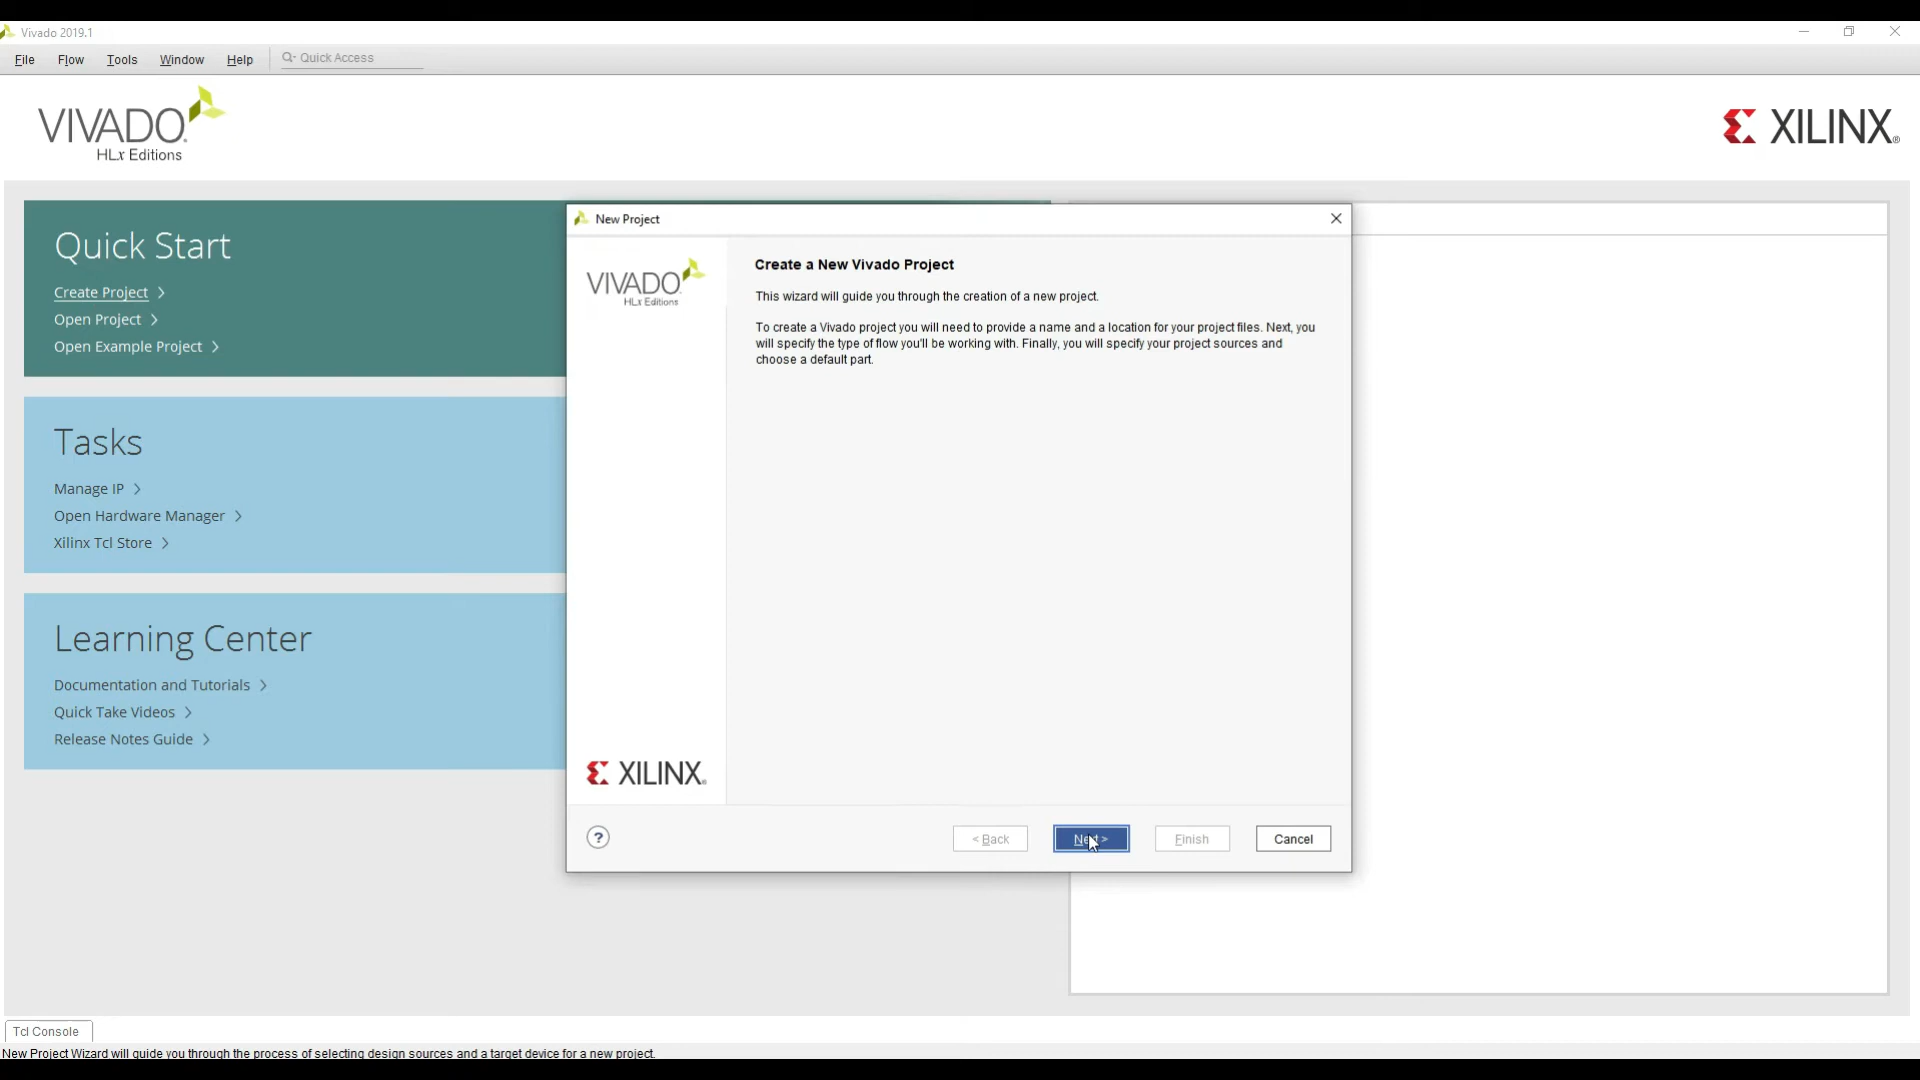 Vivado 2019.1
File Flow Tools Window Help Quick Access
VIVADO
HLx Editions
XILINX
Quick Start
Create Project
Open Project
Open Example Project
Tasks
Manage IP
Open Hardware Manager
Xilinx Tcl Store
Learning Center
Documentation and Tutorials
Quick Take Videos
Release Notes Guide
New Project
VIVADO
HLx Editions
Create a New Vivado Project
This wizard will guide you through the creation of a new project.
To create a Vivado project you will need to provide a name and a location for your project files. Next, you
will specify the type of flow you'll be working with. Finally, you will specify your project sources and
choose a default part.
XILINX
? < Back Next > Finish Cancel
Tcl Console
New Project Wizard will guide you through the process of selecting design sources and a target device for a new project.